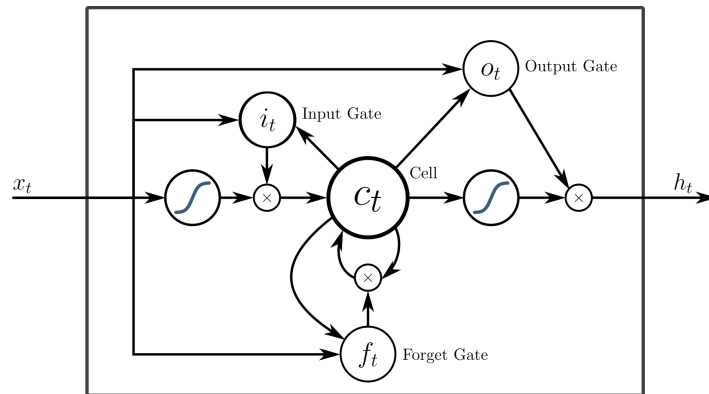 o_t Output Gate
i_t Input Gate
×
x_t
×
c_t Cell
×
h_t
×
f_t Forget Gate